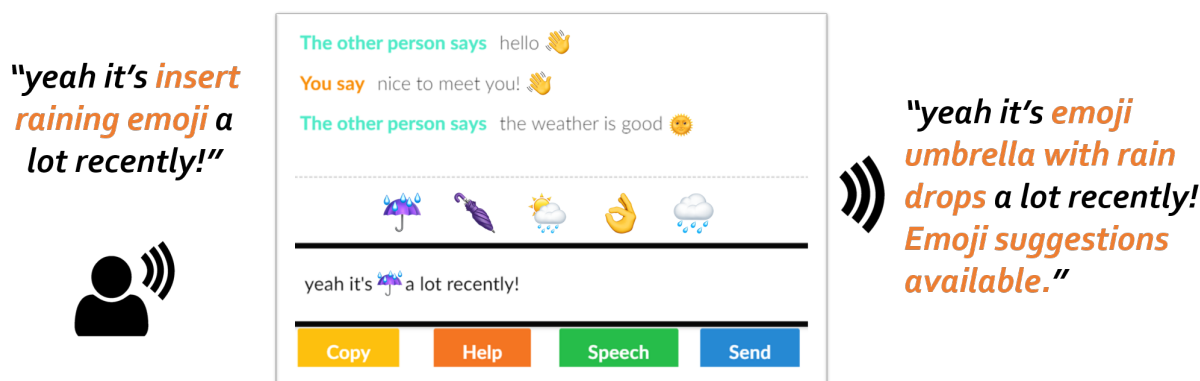 “yeah it’s insert
raining emoji a
lot recently!”
The other person says hello 👋
You say nice to meet you! 👋
The other person says the weather is good 🌞
☔ 🌂 🌦️ 👌 🌧️
yeah it's ☔ a lot recently!
Copy Help Speech Send
“yeah it’s emoji
umbrella with rain
drops a lot recently!
Emoji suggestions
available.”